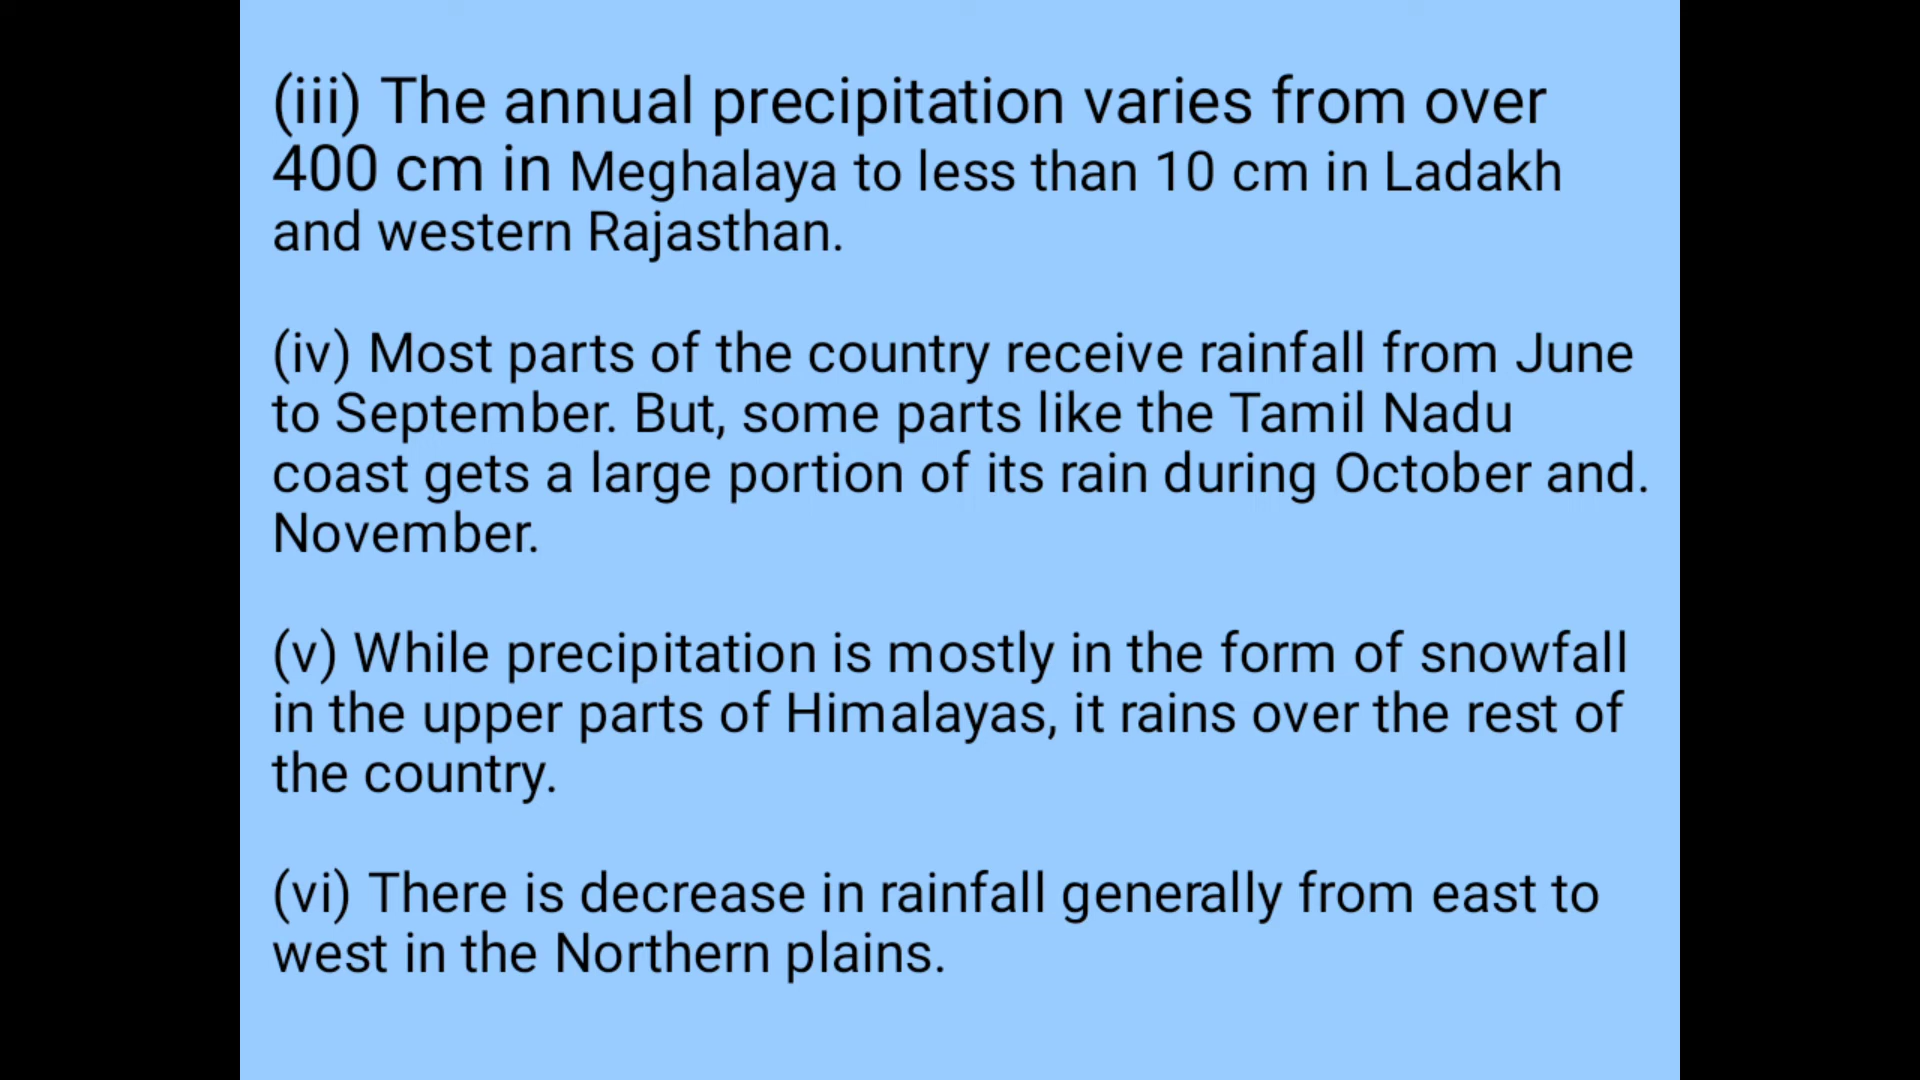 (iii) The annual precipitation varies from over
400 cm in Meghalaya to less than 10 cm in Ladakh
and western Rajasthan.
(iv) Most parts of the country receive rainfall from June
to September. But, some parts like the Tamil Nadu
coast gets a large portion of its rain during October and.
November.
(v) While precipitation is mostly in the form of snowfall
in the upper parts of Himalayas, it rains over the rest of
the country.
(vi) There is decrease in rainfall generally from east to
west in the Northern plains.